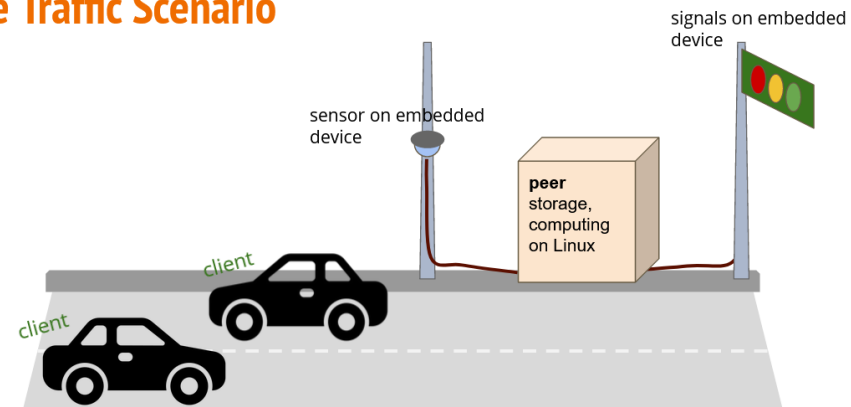 e Traffic Scenario
signals on embedded
device
sensor on embedded
device
peer
storage,
computing
on Linux
client
client